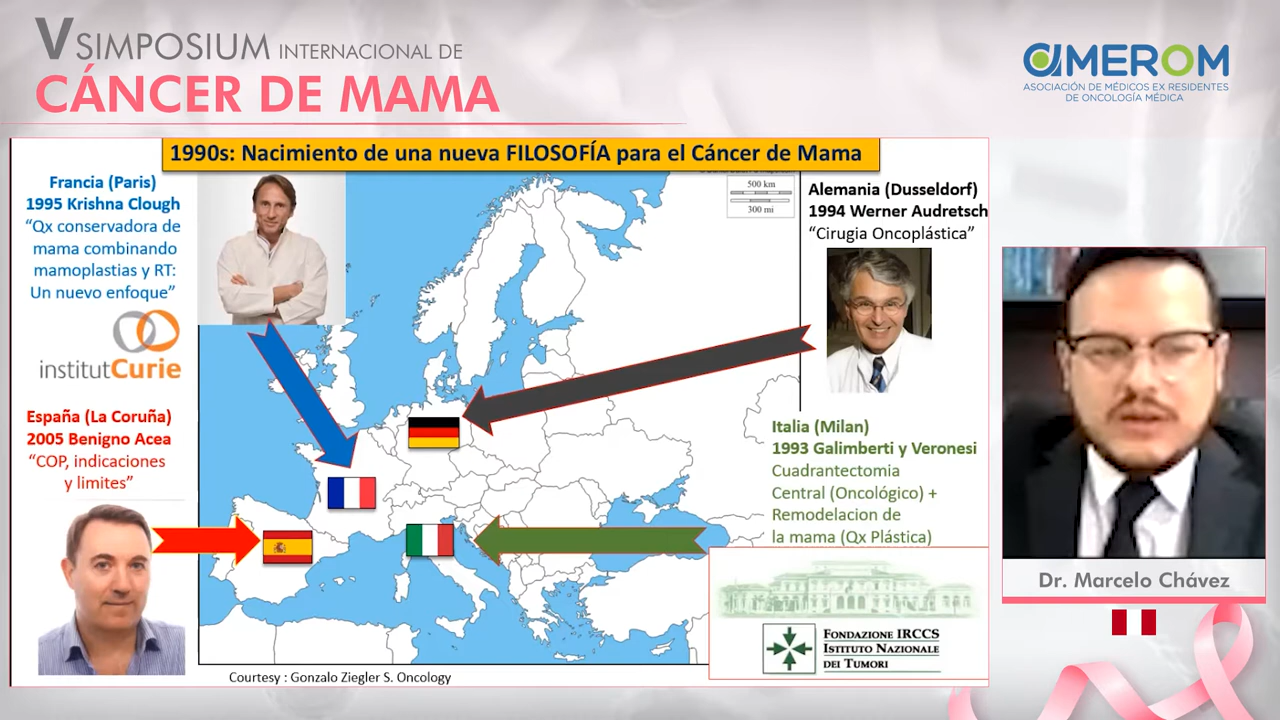 V SIMPOSIUM INTERNACIONAL DE
CÁNCER DE MAMA
AMEROM
ASOCIACIÓN DE MÉDICOS EX RESIDENTES
DE ONCOLOGÍA MÉDICA
1990s: Nacimiento de una nueva FILOSOFÍA para el Cáncer de Mama
Francia (Paris)
1995 Krishna Clough
“Qx conservadora de
mama combinando
mamoplastias y RT:
Un nuevo enfoque”
institutCurie
España (La Coruña)
2005 Benigno Acea
“COP, indicaciones
y limites”
500 km
300 mi
Alemania (Dusseldorf)
1994 Werner Audretsch
“Cirugia Oncoplástica”
Italia (Milan)
1993 Galimberti y Veronesi
Cuadrantectomia
Central (Oncológico) +
Remodelacion de
la mama (Qx Plástica)
FONDAZIONE IRCCS
ISTITUTO NAZIONALE
DEI TUMORI
Courtesy : Gonzalo Ziegler S. Oncology
Dr. Marcelo Chávez